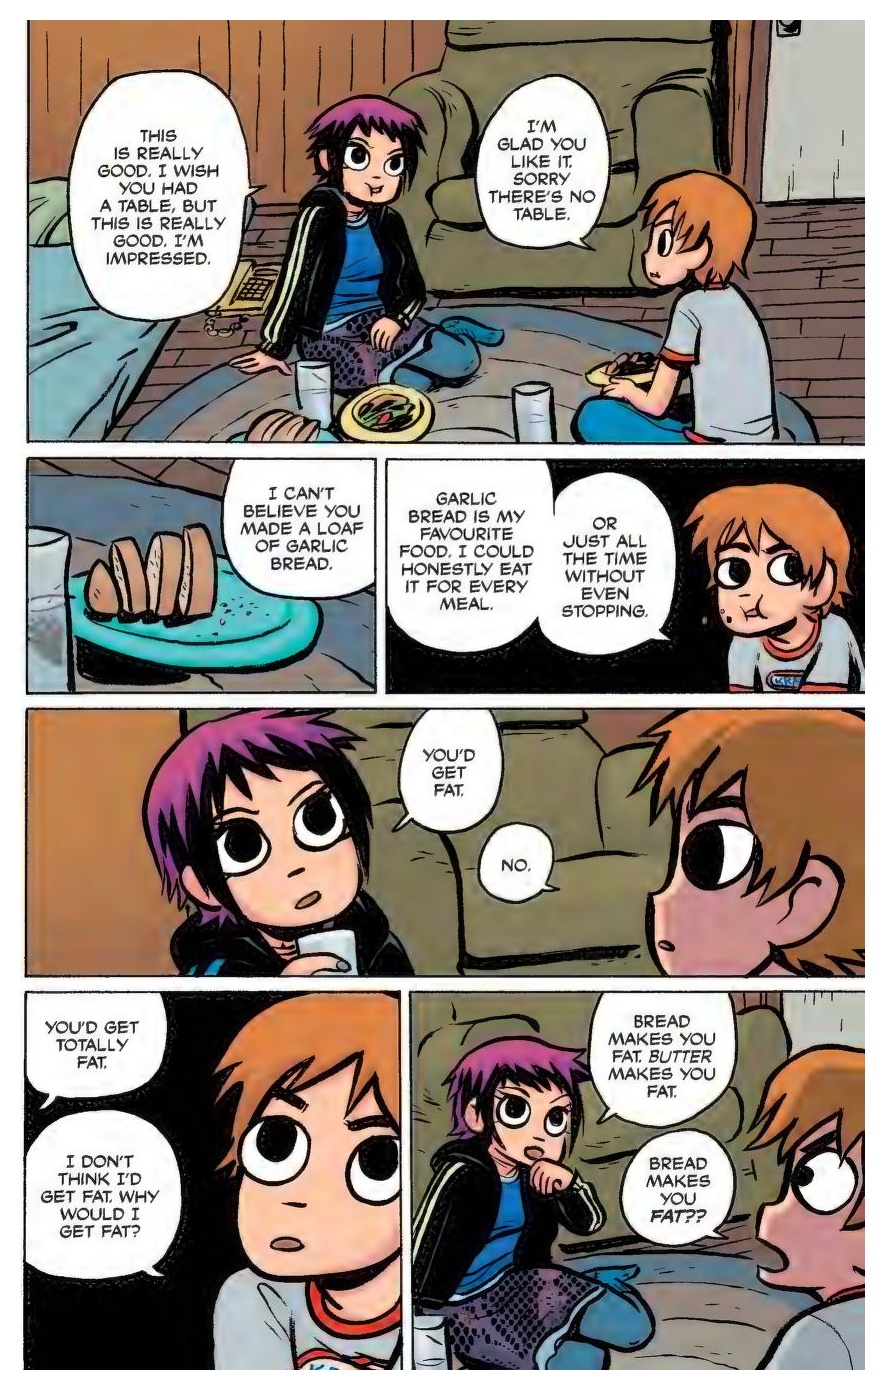 THIS
IS REALLY
GOOD. I WISH
YOU HAD
A TABLE, BUT
THIS IS REALLY
GOOD. I'M
IMPRESSED.
I'M
GLAD YOU
LIKE IT.
SORRY
THERE'S NO
TABLE.
I CAN'T
BELIEVE YOU
MADE A LOAF
OF GARLIC
BREAD.
GARLIC
BREAD IS MY
FAVOURITE
FOOD. I COULD
HONESTLY EAT
IT FOR EVERY
MEAL.
OR
JUST ALL
THE TIME
WITHOUT
EVEN
STOPPING.
YOU'D
GET
FAT.
NO.
YOU'D GET
TOTALLY
FAT.
I DON'T
THINK I'D
GET FAT. WHY
WOULD I
GET FAT?
BREAD
MAKES YOU
FAT. BUTTER
MAKES YOU
FAT.
BREAD
MAKES
YOU
FAT??